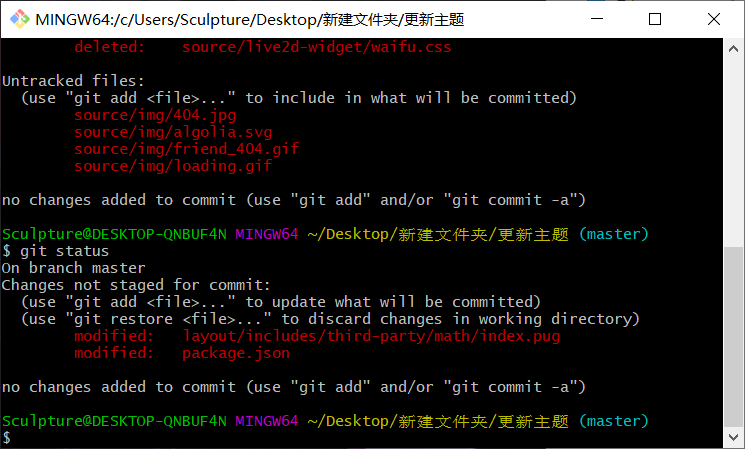 MINGW64:/c/Users/Sculpture/Desktop/新建文件夹/更新主题
deleted:    source/live2d-widget/waifu.css
Untracked files:
  (use "git add <file>..." to include in what will be committed)
        source/img/404.jpg
        source/img/algolia.svg
        source/img/friend_404.gif
        source/img/loading.gif
no changes added to commit (use "git add" and/or "git commit -a")
Sculpture@DESKTOP-QNBUF4N MINGW64 ~/Desktop/新建文件夹/更新主题 (master)
$ git status
On branch master
Changes not staged for commit:
  (use "git add <file>..." to update what will be committed)
  (use "git restore <file>..." to discard changes in working directory)
        modified:   layout/includes/third-party/math/index.pug
        modified:   package.json
no changes added to commit (use "git add" and/or "git commit -a")
Sculpture@DESKTOP-QNBUF4N MINGW64 ~/Desktop/新建文件夹/更新主题 (master)
$